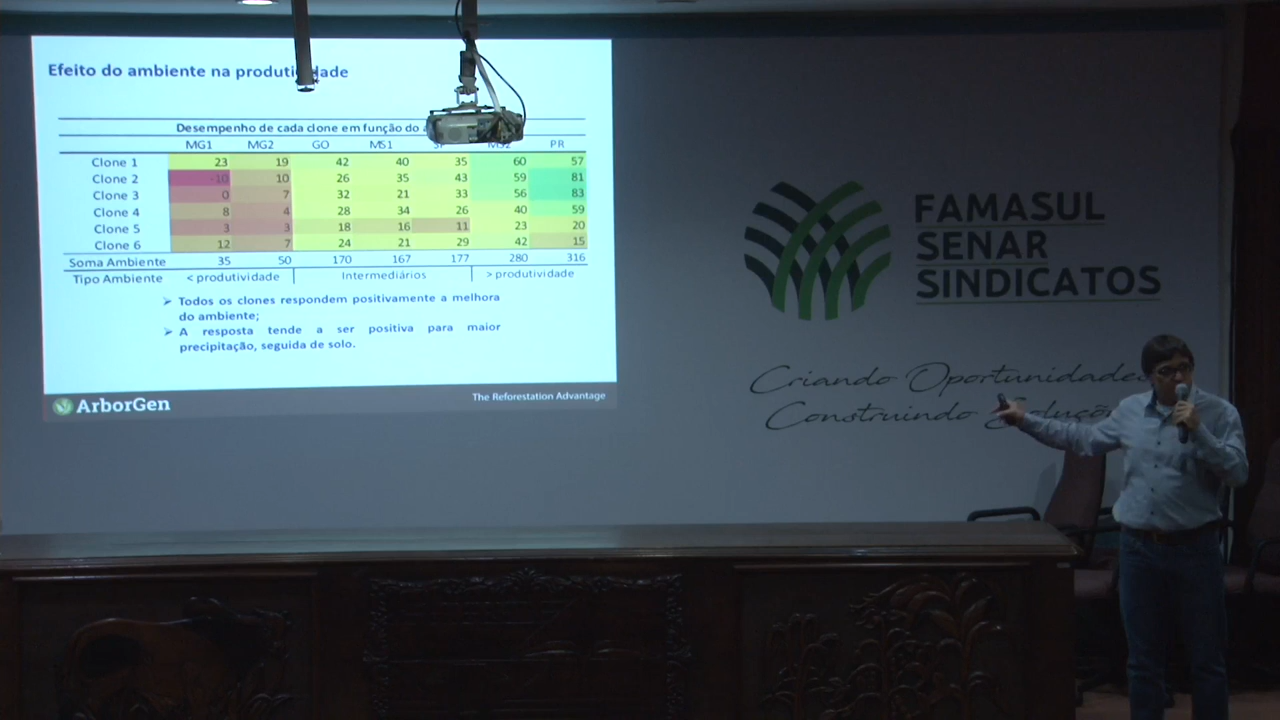 Efeito do ambiente na produtividade
Desempenho de cada clone em função do
MG1 MG2 GO MS1 SP MS2 PR
Clone 1 23 19 42 40 35 60 57
Clone 2 -10 10 26 35 43 59 81
Clone 3 0 7 32 21 33 56 83
Clone 4 8 4 28 34 26 40 59
Clone 5 3 3 18 16 11 23 20
Clone 6 12 7 24 21 29 42 15
Soma Ambiente 35 50 170 167 177 280 316
Tipo Ambiente < produtividade Intermediários > produtividade
➢ Todos os clones respondem positivamente a melhora
do ambiente;
➢ A resposta tende a ser positiva para maior
precipitação, seguida de solo.
ArborGen
The Reforestation Advantage
FAMASUL
SENAR
SINDICATOS
Criando Oportunidades
Construindo Soluçõ